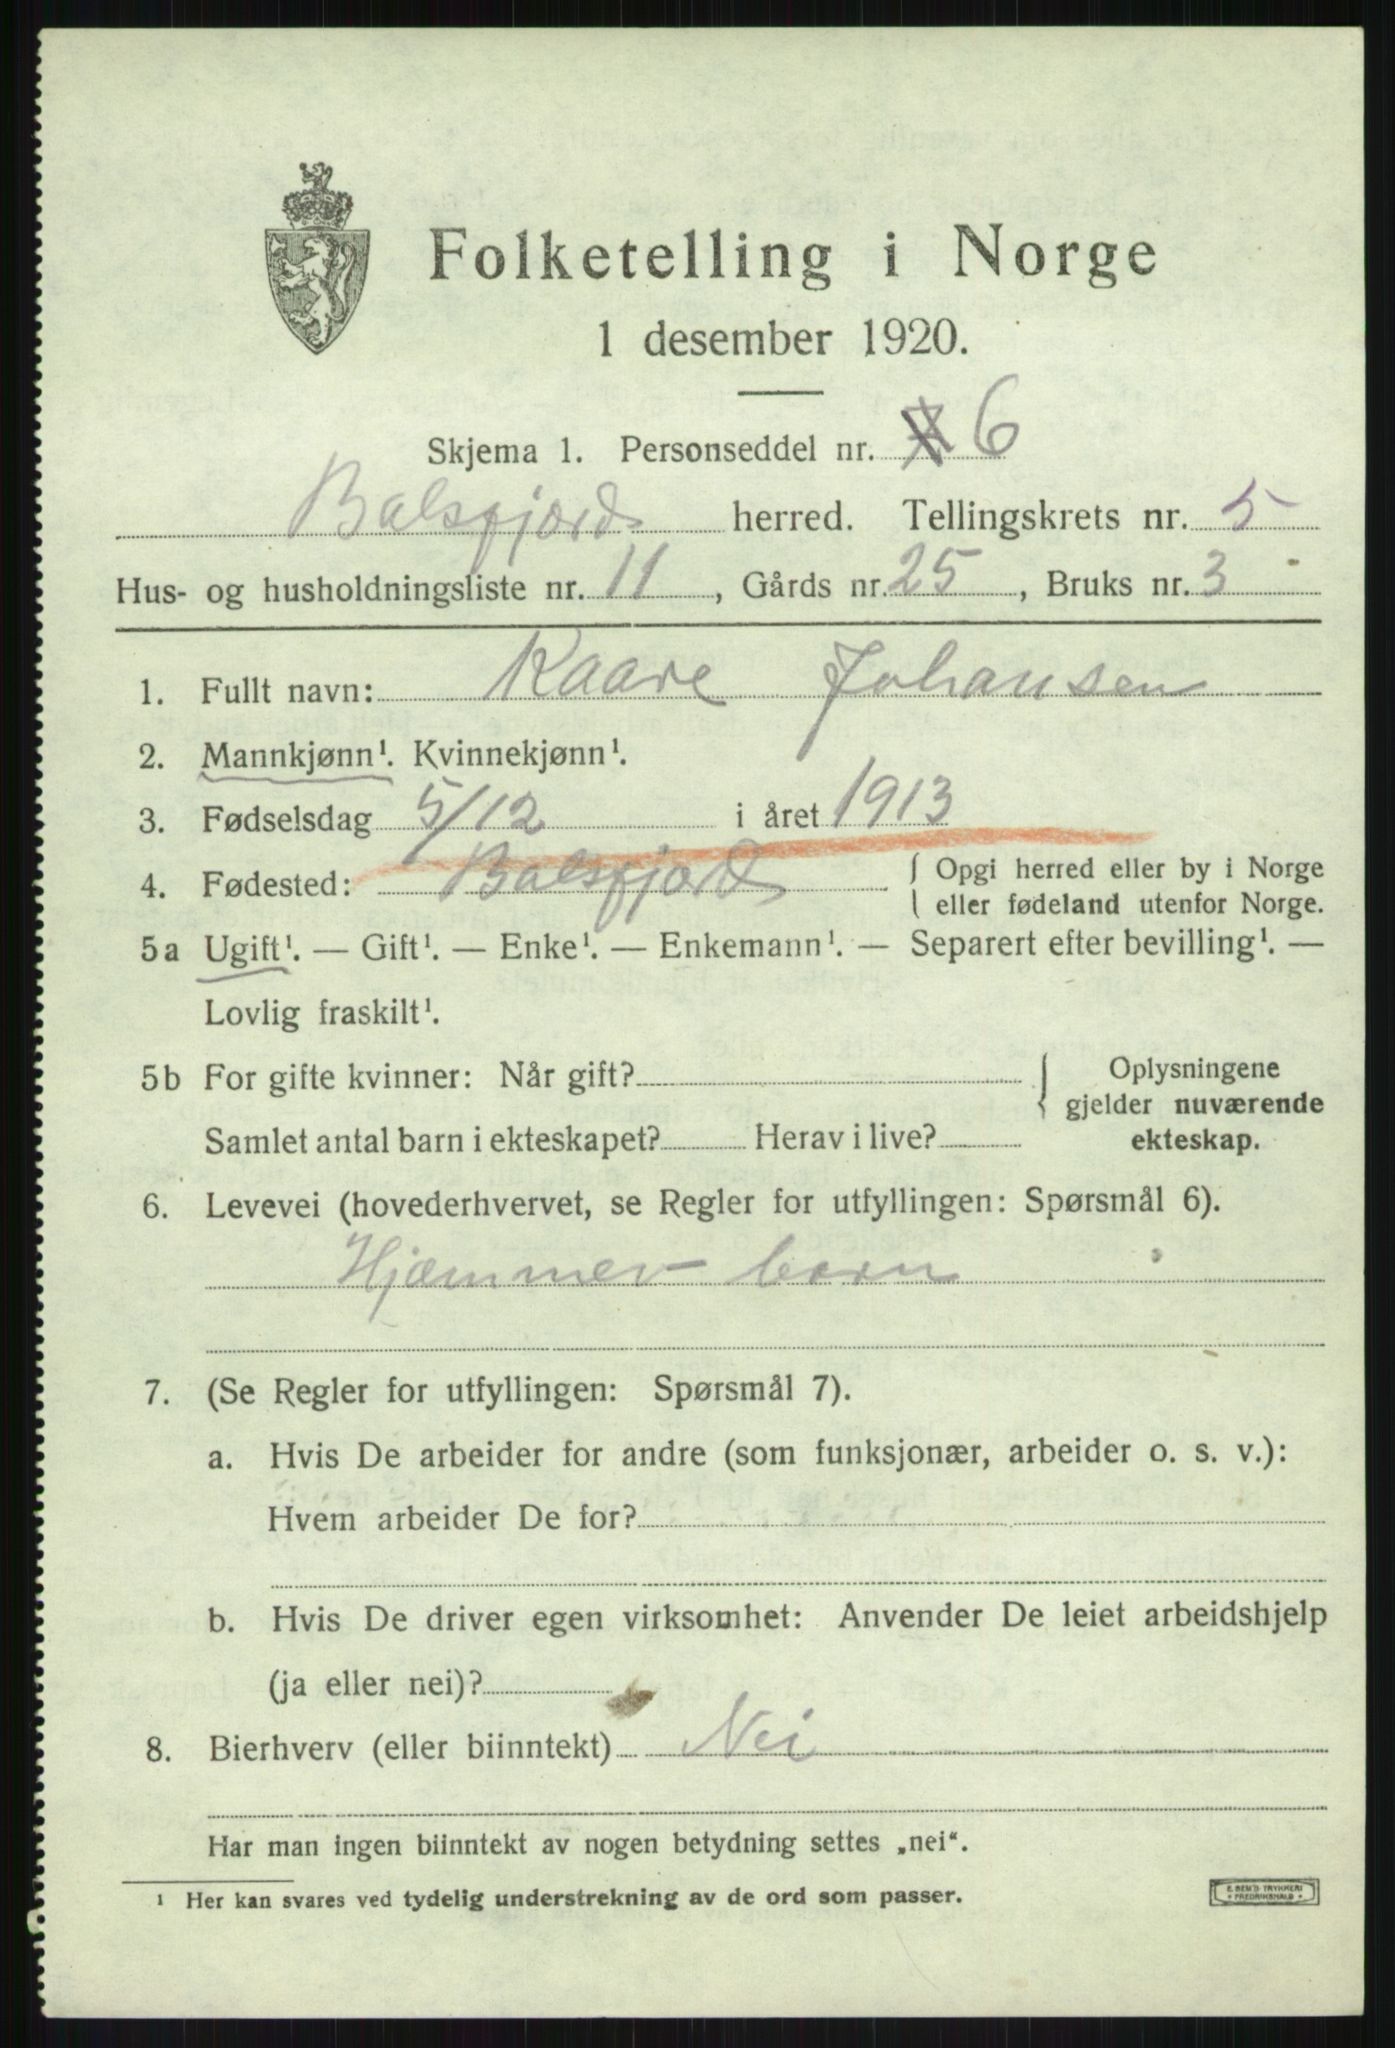 Folketelling i Norge
1 desember 1920.
Skjema 1. Personseddel nr. 6
Balsfjord herred. Tellingskrets nr. 5
Hus- og husholdningsliste nr. 11, Gårds nr. 25, Bruks nr. 3
1. Fullt navn: Kaare Johansen
2. Mannkjønn¹. Kvinnekjønn¹.
3. Fødselsdag 5/12 i året 1913
4. Fødested: Balsfjord { Opgi herred eller by i Norge
eller fødeland utenfor Norge.
5a Ugift¹. — Gift¹. — Enke¹. — Enkemann¹. — Separert efter bevilling¹. —
Lovlig fraskilt¹.
5b For gifte kvinner: Når gift?
Samlet antal barn i ekteskapet? Herav i live?
Oplysningene
gjelder nuværende
ekteskap.
6. Levevei (hovederhvervet, se Regler for utfyllingen: Spørsmål 6).
Hjæmmev barn
7. (Se Regler for utfyllingen: Spørsmål 7).
a. Hvis De arbeider for andre (som funksjonær, arbeider o. s. v.):
Hvem arbeider De for?
b. Hvis De driver egen virksomhet: Anvender De leiet arbeidshjelp
(ja eller nei)?
8. Bierhverv (eller biinntekt) Nei
Har man ingen biinntekt av nogen betydning settes „nei“.
¹ Her kan svares ved tydelig understrekning av de ord som passer.
E. SEM'S TRYKKERI
FREDRIKSHALD